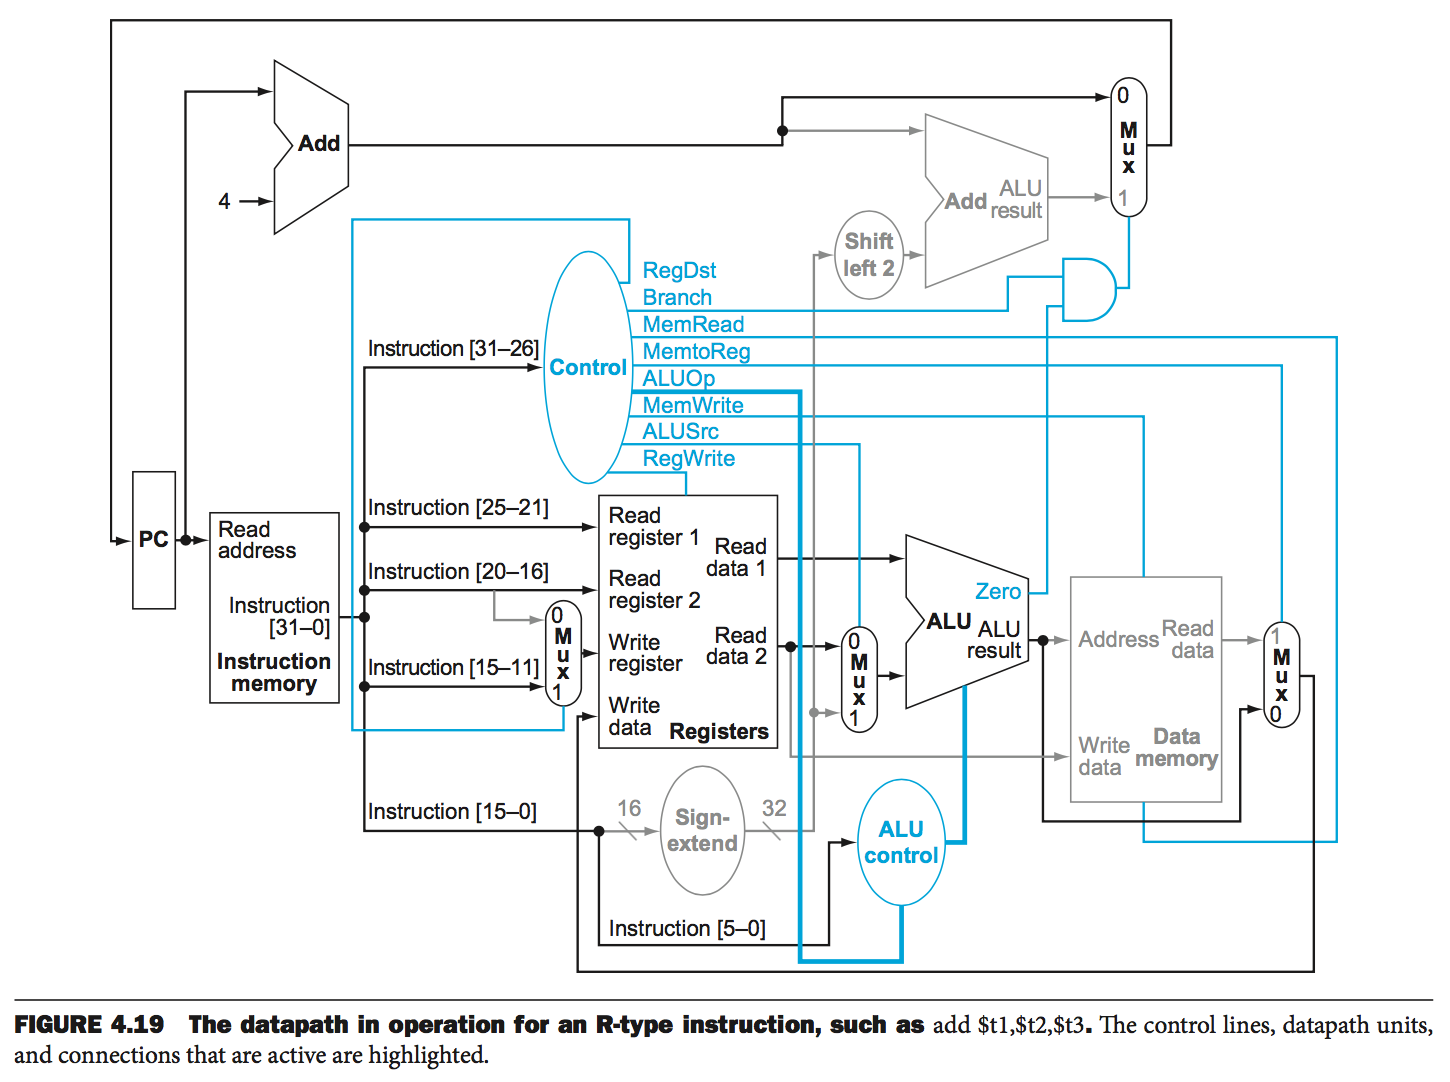 0
Mux
1
Add
4
Add
ALU
result
Shift
left 2
RegDst
Branch
MemRead
MemtoReg
ALUOp
MemWrite
ALUSrc
RegWrite
Control
Instruction [31–26]
Instruction [25–21]
Instruction [20–16]
Instruction [15–11]
Instruction [15–0]
Instruction [5–0]
PC
Read
address
Instruction
[31–0]
Instruction
memory
0
Mux
1
Read
register 1
Read
register 2
Write
register
Write
data
Read
data 1
Read
data 2
Registers
0
Mux
1
Zero
ALU
ALU
result
Address
Read
data
Write
data
Data
memory
1
Mux
0
16
Sign-
extend
32
ALU
control
FIGURE 4.19 The datapath in operation for an R-type instruction, such as add $t1,$t2,$t3. The control lines, datapath units,
and connections that are active are highlighted.